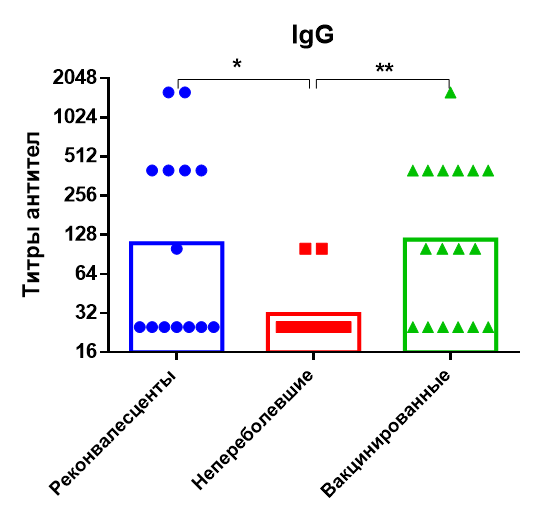 IgG
*
**
Титры антител
2048
1024
512
256
128
64
32
16
Реконвалесценты
Непереболевшие
Вакцинированные